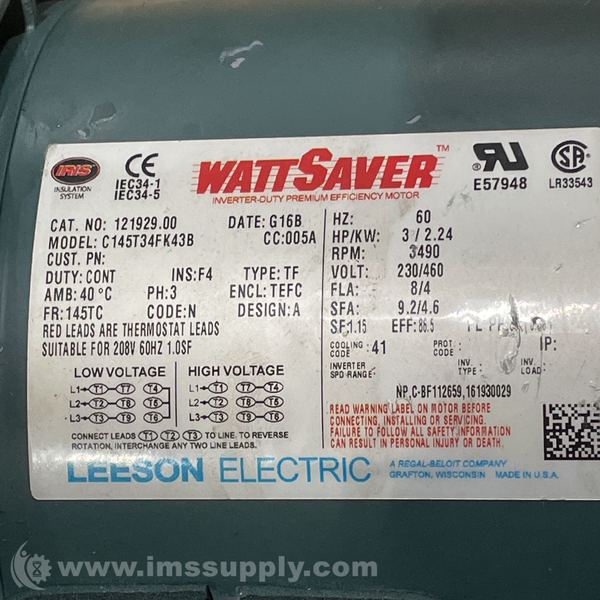 IRIS
INSULATION
SYSTEM
CE
IEC34-1
IEC34-5
WATTSAVER™
INVERTER-DUTY PREMIUM EFFICIENCY MOTOR
E57948
LR33543
CAT. NO: 121929.00 DATE: G16B
MODEL: C145T34FK43B CC:005A
CUST. PN:
DUTY: CONT INS:F4 TYPE: TF
AMB: 40°C PH:3 ENCL: TEFC
FR:145TC CODE:N DESIGN:A
RED LEADS ARE THERMOSTAT LEADS
SUITABLE FOR 208V 60HZ 1.0SF
LOW VOLTAGE HIGH VOLTAGE
L1 T1 T7 T4 L1 T1 T7 T4
L2 T2 T8 T5 L2 T2 T8 T5
L3 T3 T9 T6 L3 T3 T9 T6
CONNECT LEADS T1 T2 T3 TO LINE. TO REVERSE
ROTATION, INTERCHANGE ANY TWO LINE LEADS.
HZ: 60
HP/KW: 3 / 2.24
RPM: 3490
VOLT: 230/460
FLA: 8/4
SFA: 9.2/4.6
SF:1.15 EFF: 86.5
COOLING CODE: 41 PROT CODE: IP:
INVERTER SPD RANGE: INV. TYPE: INV. LOAD:
NP.C-BF112659,161930029
READ WARNING LABEL ON MOTOR BEFORE
CONNECTING, INSTALLING OR SERVICING.
FAILURE TO FOLLOW SAFETY INFORMATION
CAN RESULT IN PERSONAL INJURY OR DEATH.
LEESON ELECTRIC
A REGAL-BELOIT COMPANY
GRAFTON, WISCONSIN MADE IN U.S.A.
www.imssupply.com